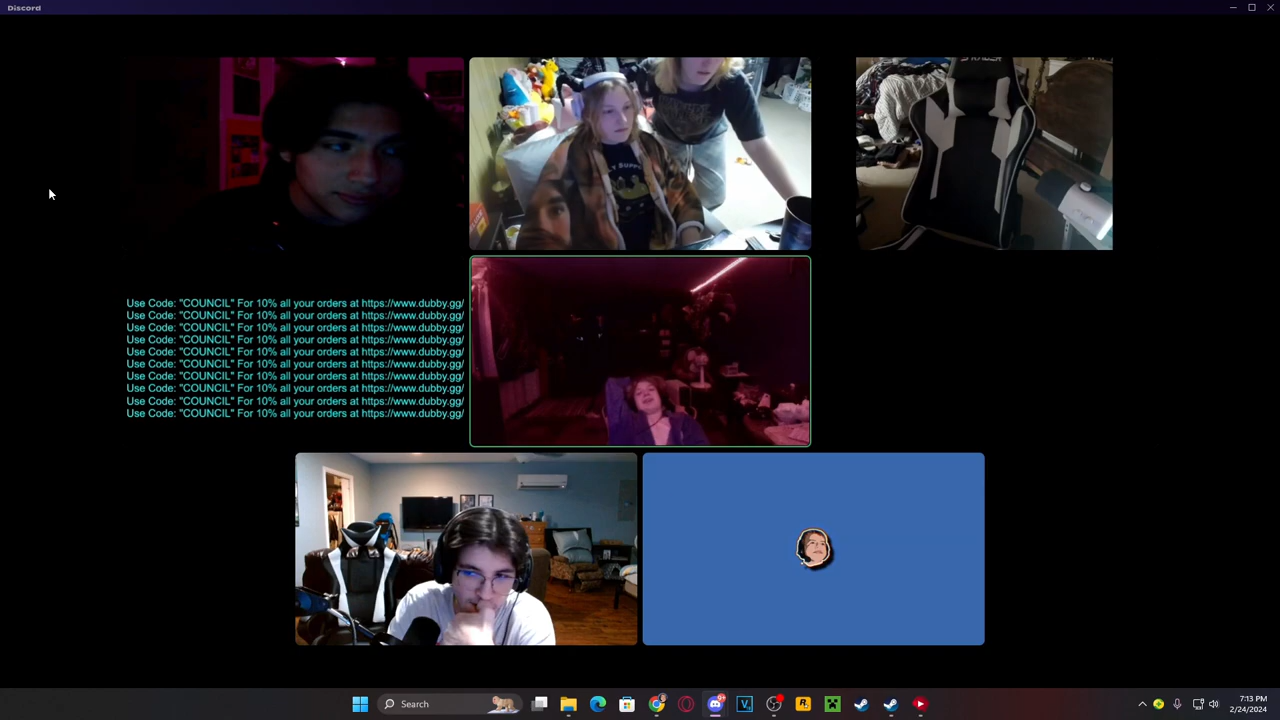 Discord
Use Code: "COUNCIL" For 10% all your orders at https://www.dubby.gg/
Use Code: "COUNCIL" For 10% all your orders at https://www.dubby.gg/
Use Code: "COUNCIL" For 10% all your orders at https://www.dubby.gg/
Use Code: "COUNCIL" For 10% all your orders at https://www.dubby.gg/
Use Code: "COUNCIL" For 10% all your orders at https://www.dubby.gg/
Use Code: "COUNCIL" For 10% all your orders at https://www.dubby.gg/
Use Code: "COUNCIL" For 10% all your orders at https://www.dubby.gg/
Use Code: "COUNCIL" For 10% all your orders at https://www.dubby.gg/
Use Code: "COUNCIL" For 10% all your orders at https://www.dubby.gg/
Use Code: "COUNCIL" For 10% all your orders at https://www.dubby.gg/
Search
7:13 PM
2/24/2024